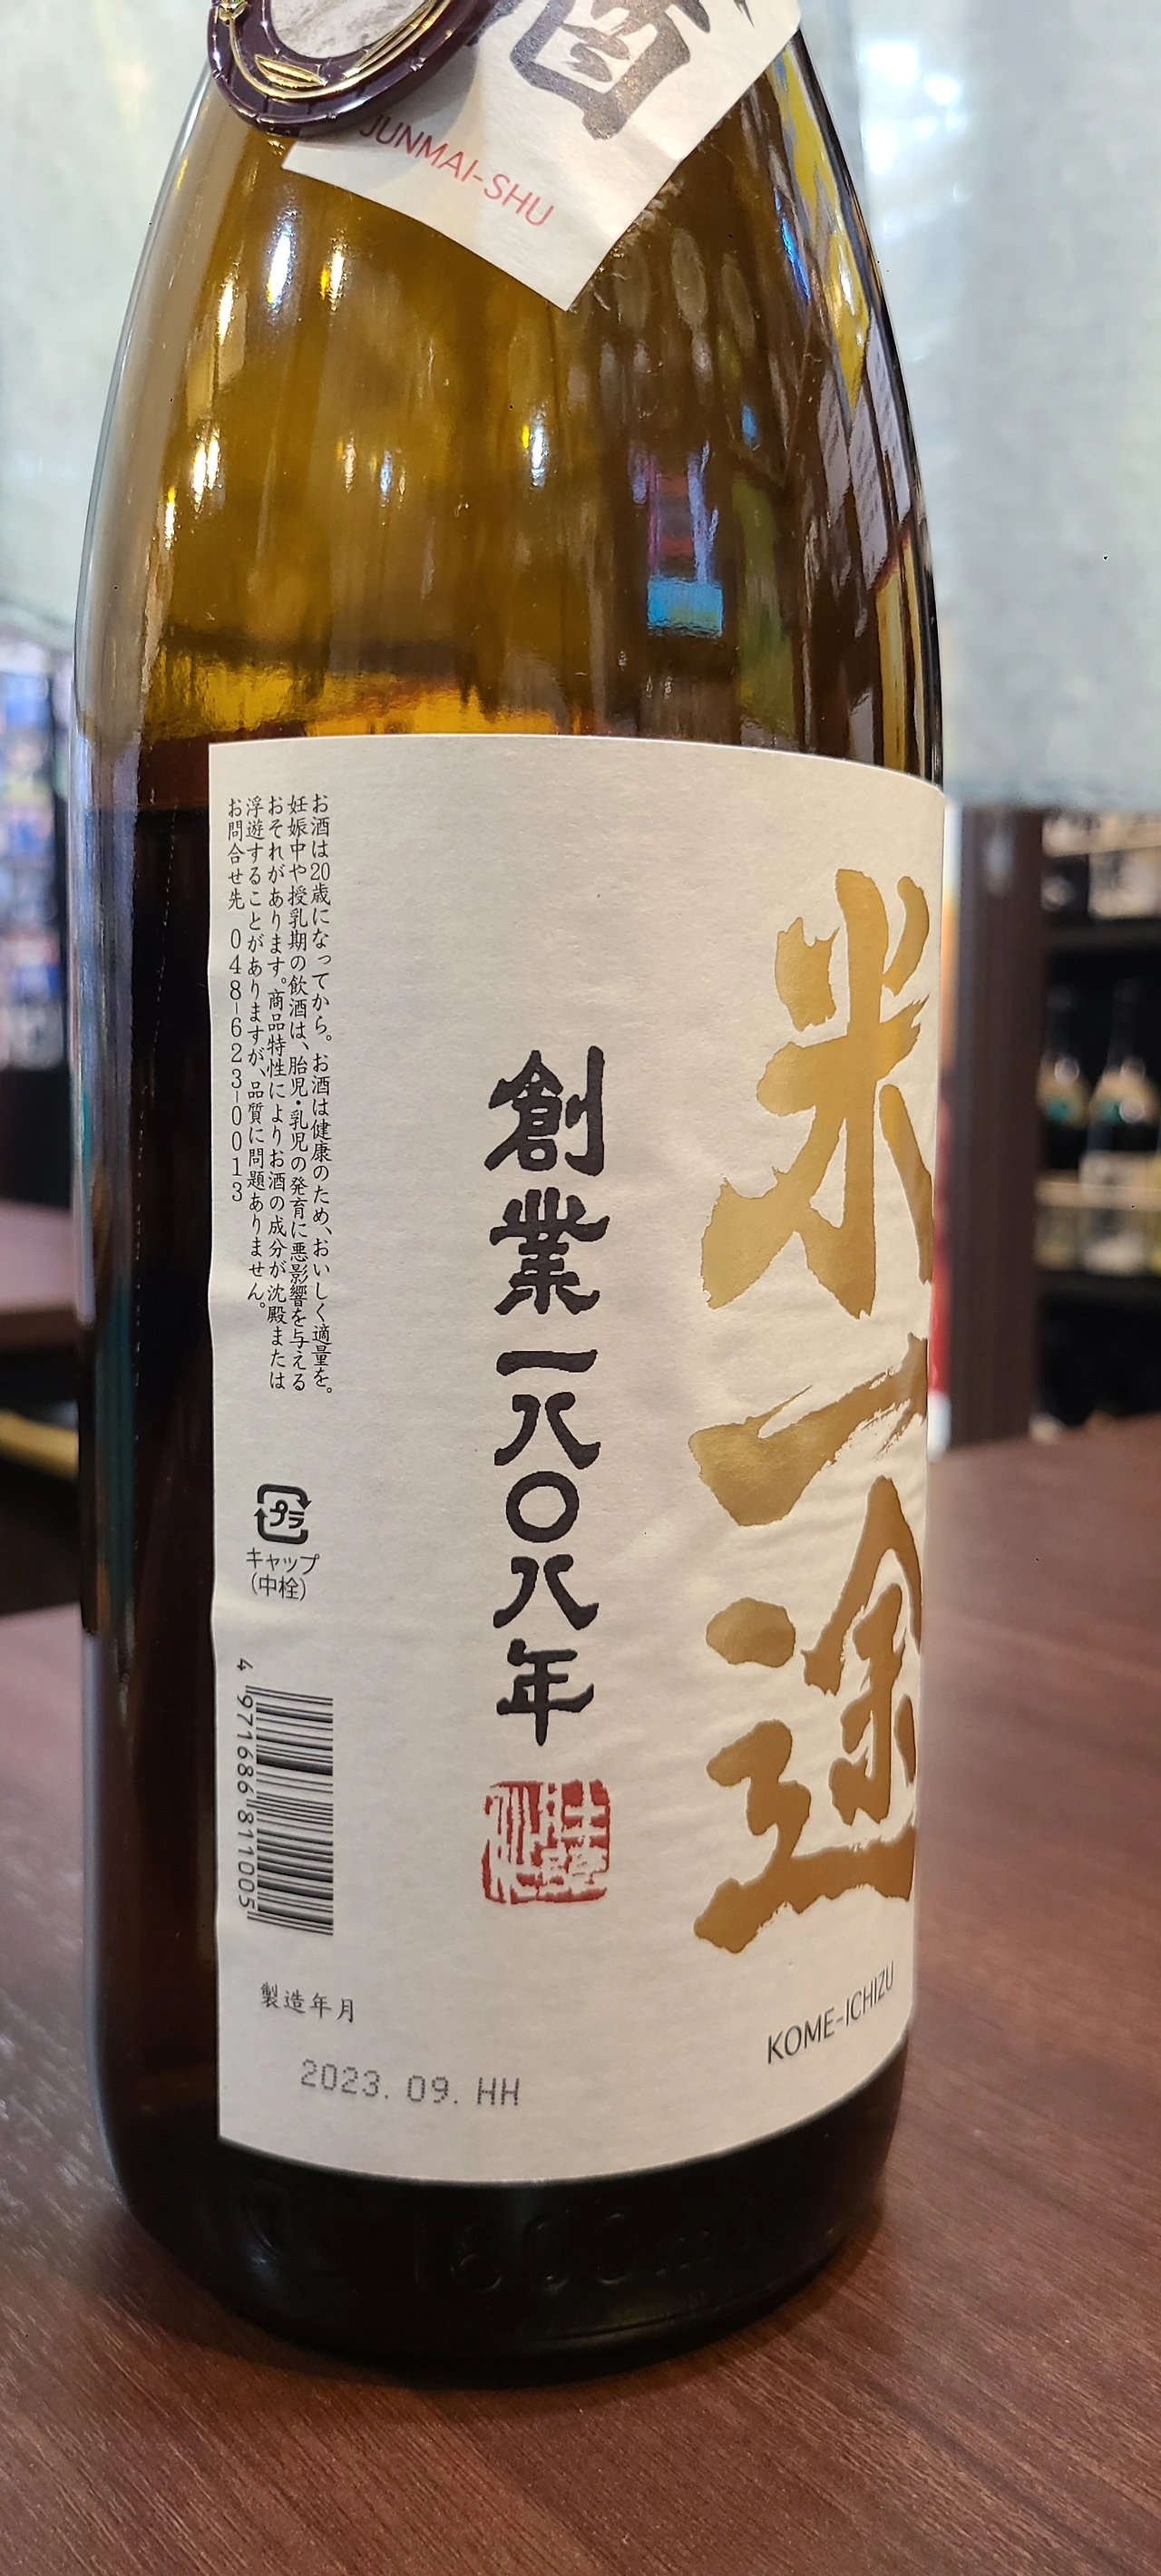 酒
JUNMAI-SHU
米一途
KOME-ICHIZU
創業一八〇八年
お酒は20歳になってから。お酒は健康のため、おいしく適量を。
妊娠中や授乳期の飲酒は、胎児・乳児の発育に悪影響を与える
おそれがあります。商品特性によりお酒の成分が沈殿または
浮遊することがありますが、品質に問題ありません。
お問合せ先 048-623-0013
プラ
キャップ
(中栓)
4 971686 811005
製造年月
2023. 09. HH
1800ml